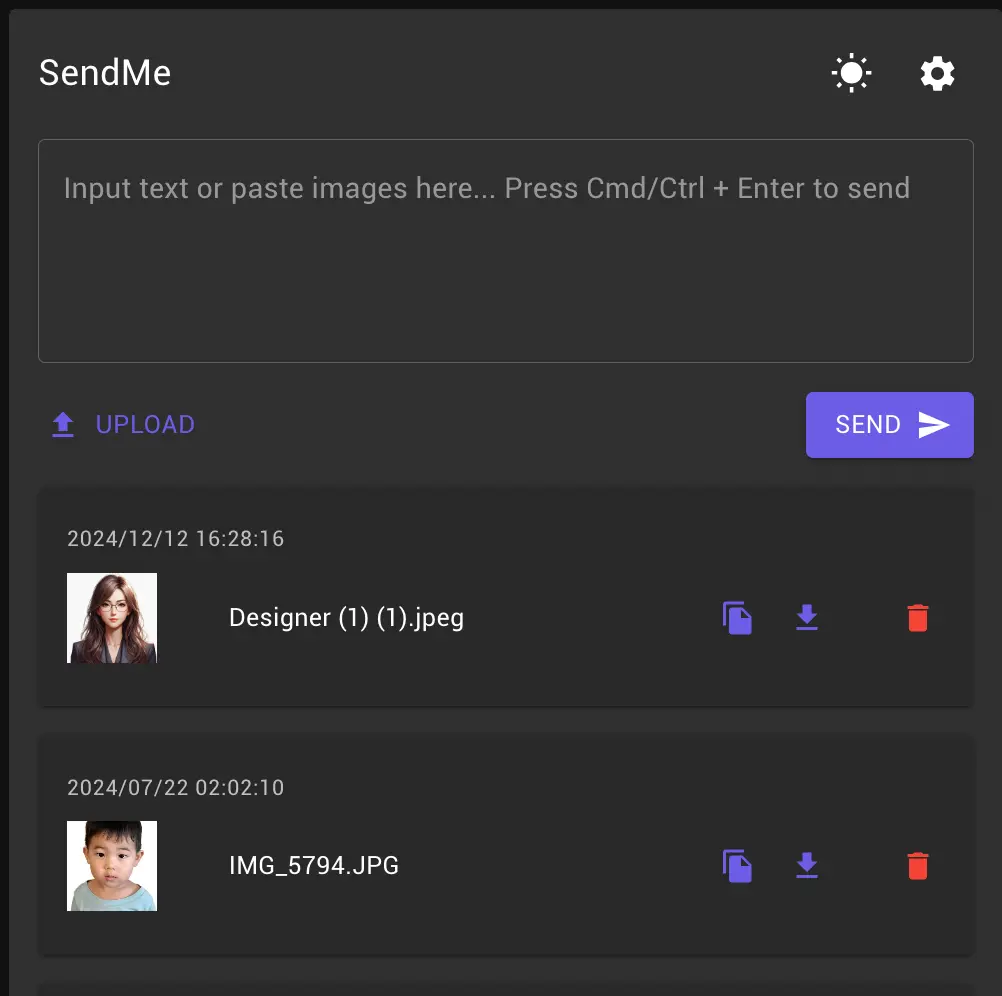 SendMe
Input text or paste images here... Press Cmd/Ctrl + Enter to send
UPLOAD
SEND
2024/12/12 16:28:16
Designer (1) (1).jpeg
2024/07/22 02:02:10
IMG_5794.JPG